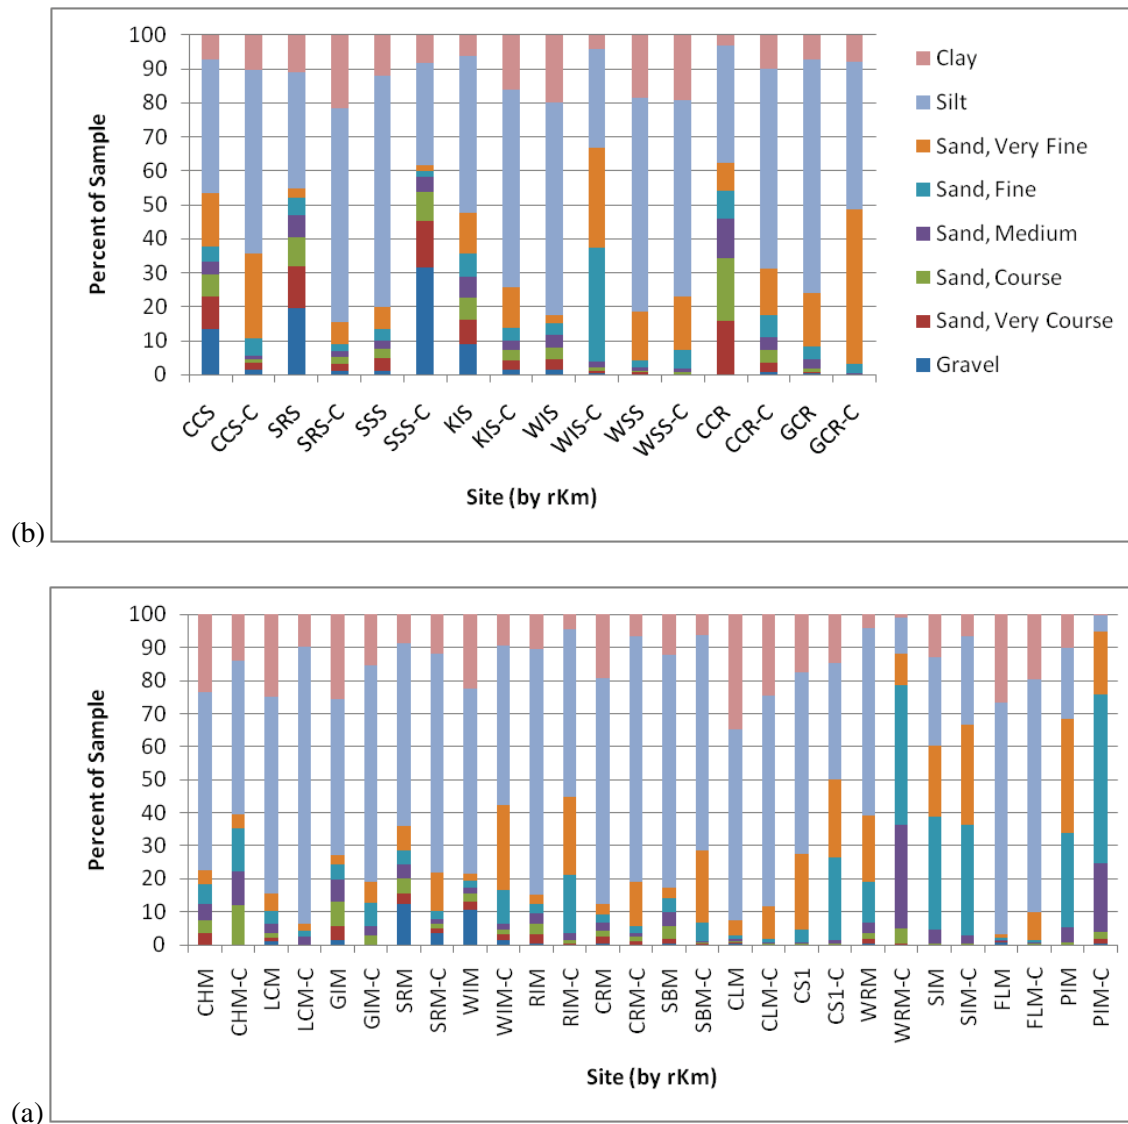 100
90
80
70
60
50
40
30
20
10
0
Percent of Sample
CCS
CCS-C
SRS
SRS-C
SSS
SSS-C
KIS
KIS-C
WIS
WIS-C
WSS
WSS-C
CCR
CCR-C
GCR
GCR-C
Site (by rKm)
Clay
Silt
Sand, Very Fine
Sand, Fine
Sand, Medium
Sand, Course
Sand, Very Course
Gravel
(b)
100
90
80
70
60
50
40
30
20
10
0
Percent of Sample
CHM
CHM-C
LCM
LCM-C
GIM
GIM-C
SRM
SRM-C
WIM
WIM-C
RIM
RIM-C
CRM
CRM-C
SBM
SBM-C
CLM
CLM-C
CS1
CS1-C
WRM
WRM-C
SIM
SIM-C
FLM
FLM-C
PIM
PIM-C
Site (by rKm)
(a)